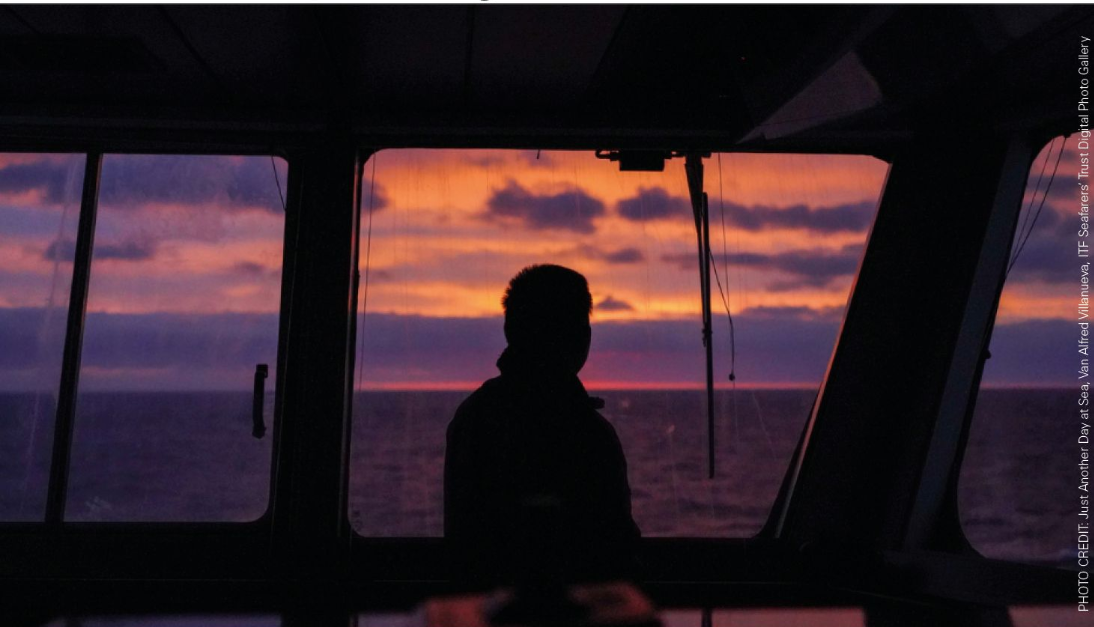 PHOTO CREDIT: Just Another Day at Sea, Van Alfred Villanueva, ITF Seafarers' Trust Digital Photo Gallery